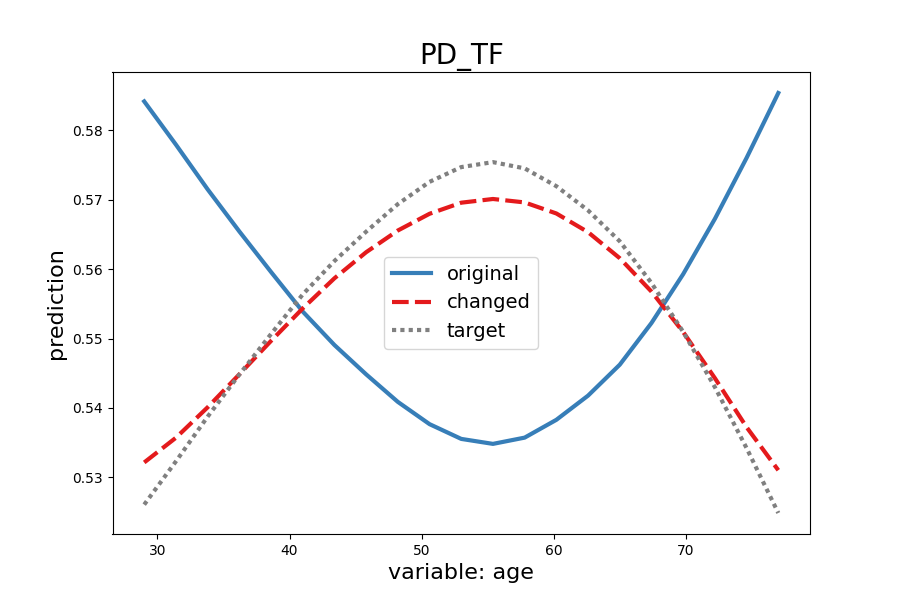 PD_TF
prediction
0.58
0.57
0.56
0.55
0.54
0.53
original
changed
target
30 40 50 60 70
variable: age